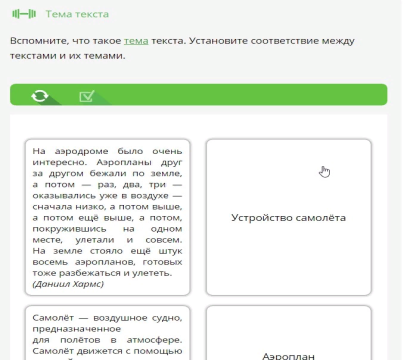 Тема текста
Вспомните, что такое тема текста. Установите соответствие между
текстами и их темами.
На аэродроме было очень
интересно. Аэропланы друг
за другом бежали по земле,
а потом — раз, два, три —
оказывались уже в воздухе —
сначала низко, а потом выше,
а потом ещё выше, а потом,
покружившись на одном
месте, улетали и совсем.
На земле стояло ещё штук
восемь аэропланов, готовых
тоже разбежаться и улететь.
(Даниил Хармс)
Устройство самолёта
Самолёт — воздушное судно,
предназначенное
для полётов в атмосфере.
Самолёт движется с помощью
Аэроплан